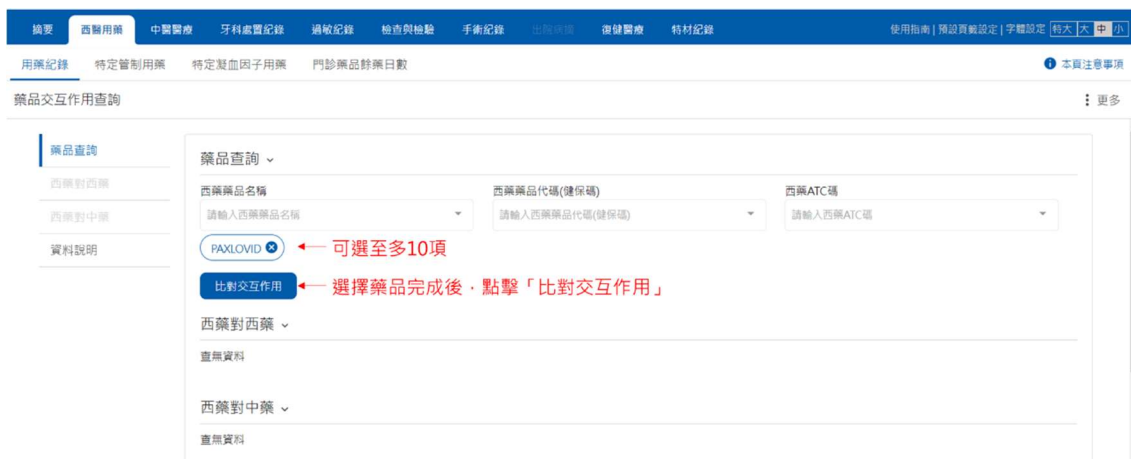 摘要 西醫用藥 中醫醫療 牙科處置紀錄 過敏紀錄 檢查與檢驗 手術紀錄 出院病摘 復健醫療 特材紀錄 使用指南 | 預設頁籤設定 | 字體設定 特大 大 中 小
用藥紀錄 特定管制用藥 特定凝血因子用藥 門診藥品餘藥日數 本頁注意事項
藥品交互作用查詢 更多
藥品查詢
西藥對西藥
西藥對中藥
資料說明
藥品查詢
西藥藥品名稱 西藥藥品代碼(健保碼) 西藥ATC碼
請輸入西藥藥品名稱 請輸入西藥藥品代碼(健保碼) 請輸入西藥ATC碼
PAXLOVID 可選至多10項
比對交互作用 選擇藥品完成後，點擊「比對交互作用」
西藥對西藥
查無資料
西藥對中藥
查無資料